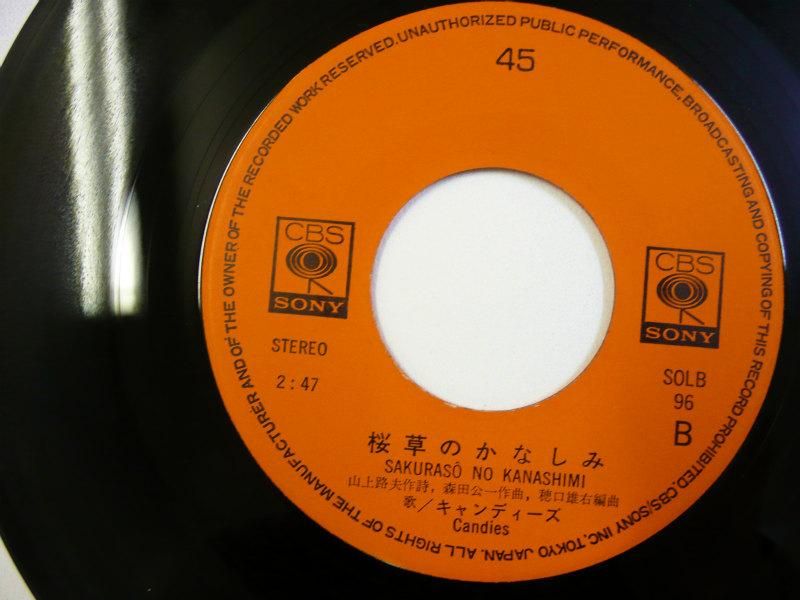 ALL RIGHTS OF THE MANUFACTURER AND OF THE OWNER OF THE RECORDED WORK RESERVED. UNAUTHORIZED PUBLIC PERFORMANCE, BROADCASTING AND COPYING OF THIS RECORD PROHIBITED. CBS/SONY INC. TOKYO JAPAN.
45
CBS
SONY
CBS
SONY
STEREO
2:47
SOLB
96
B
桜草のかなしみ
SAKURASŌ NO KANASHIMI
山上路夫作詩, 森田公一作曲, 穂口雄右編曲
歌/キャンディーズ
Candies